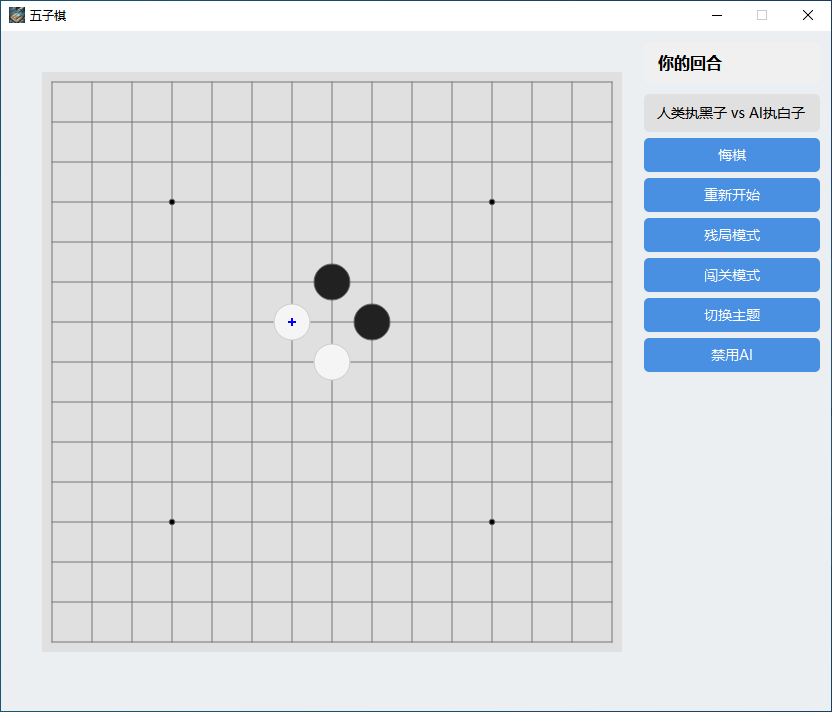 五子棋
你的回合
人类执黑子 vs AI执白子
悔棋
重新开始
残局模式
闯关模式
切换主题
禁用AI